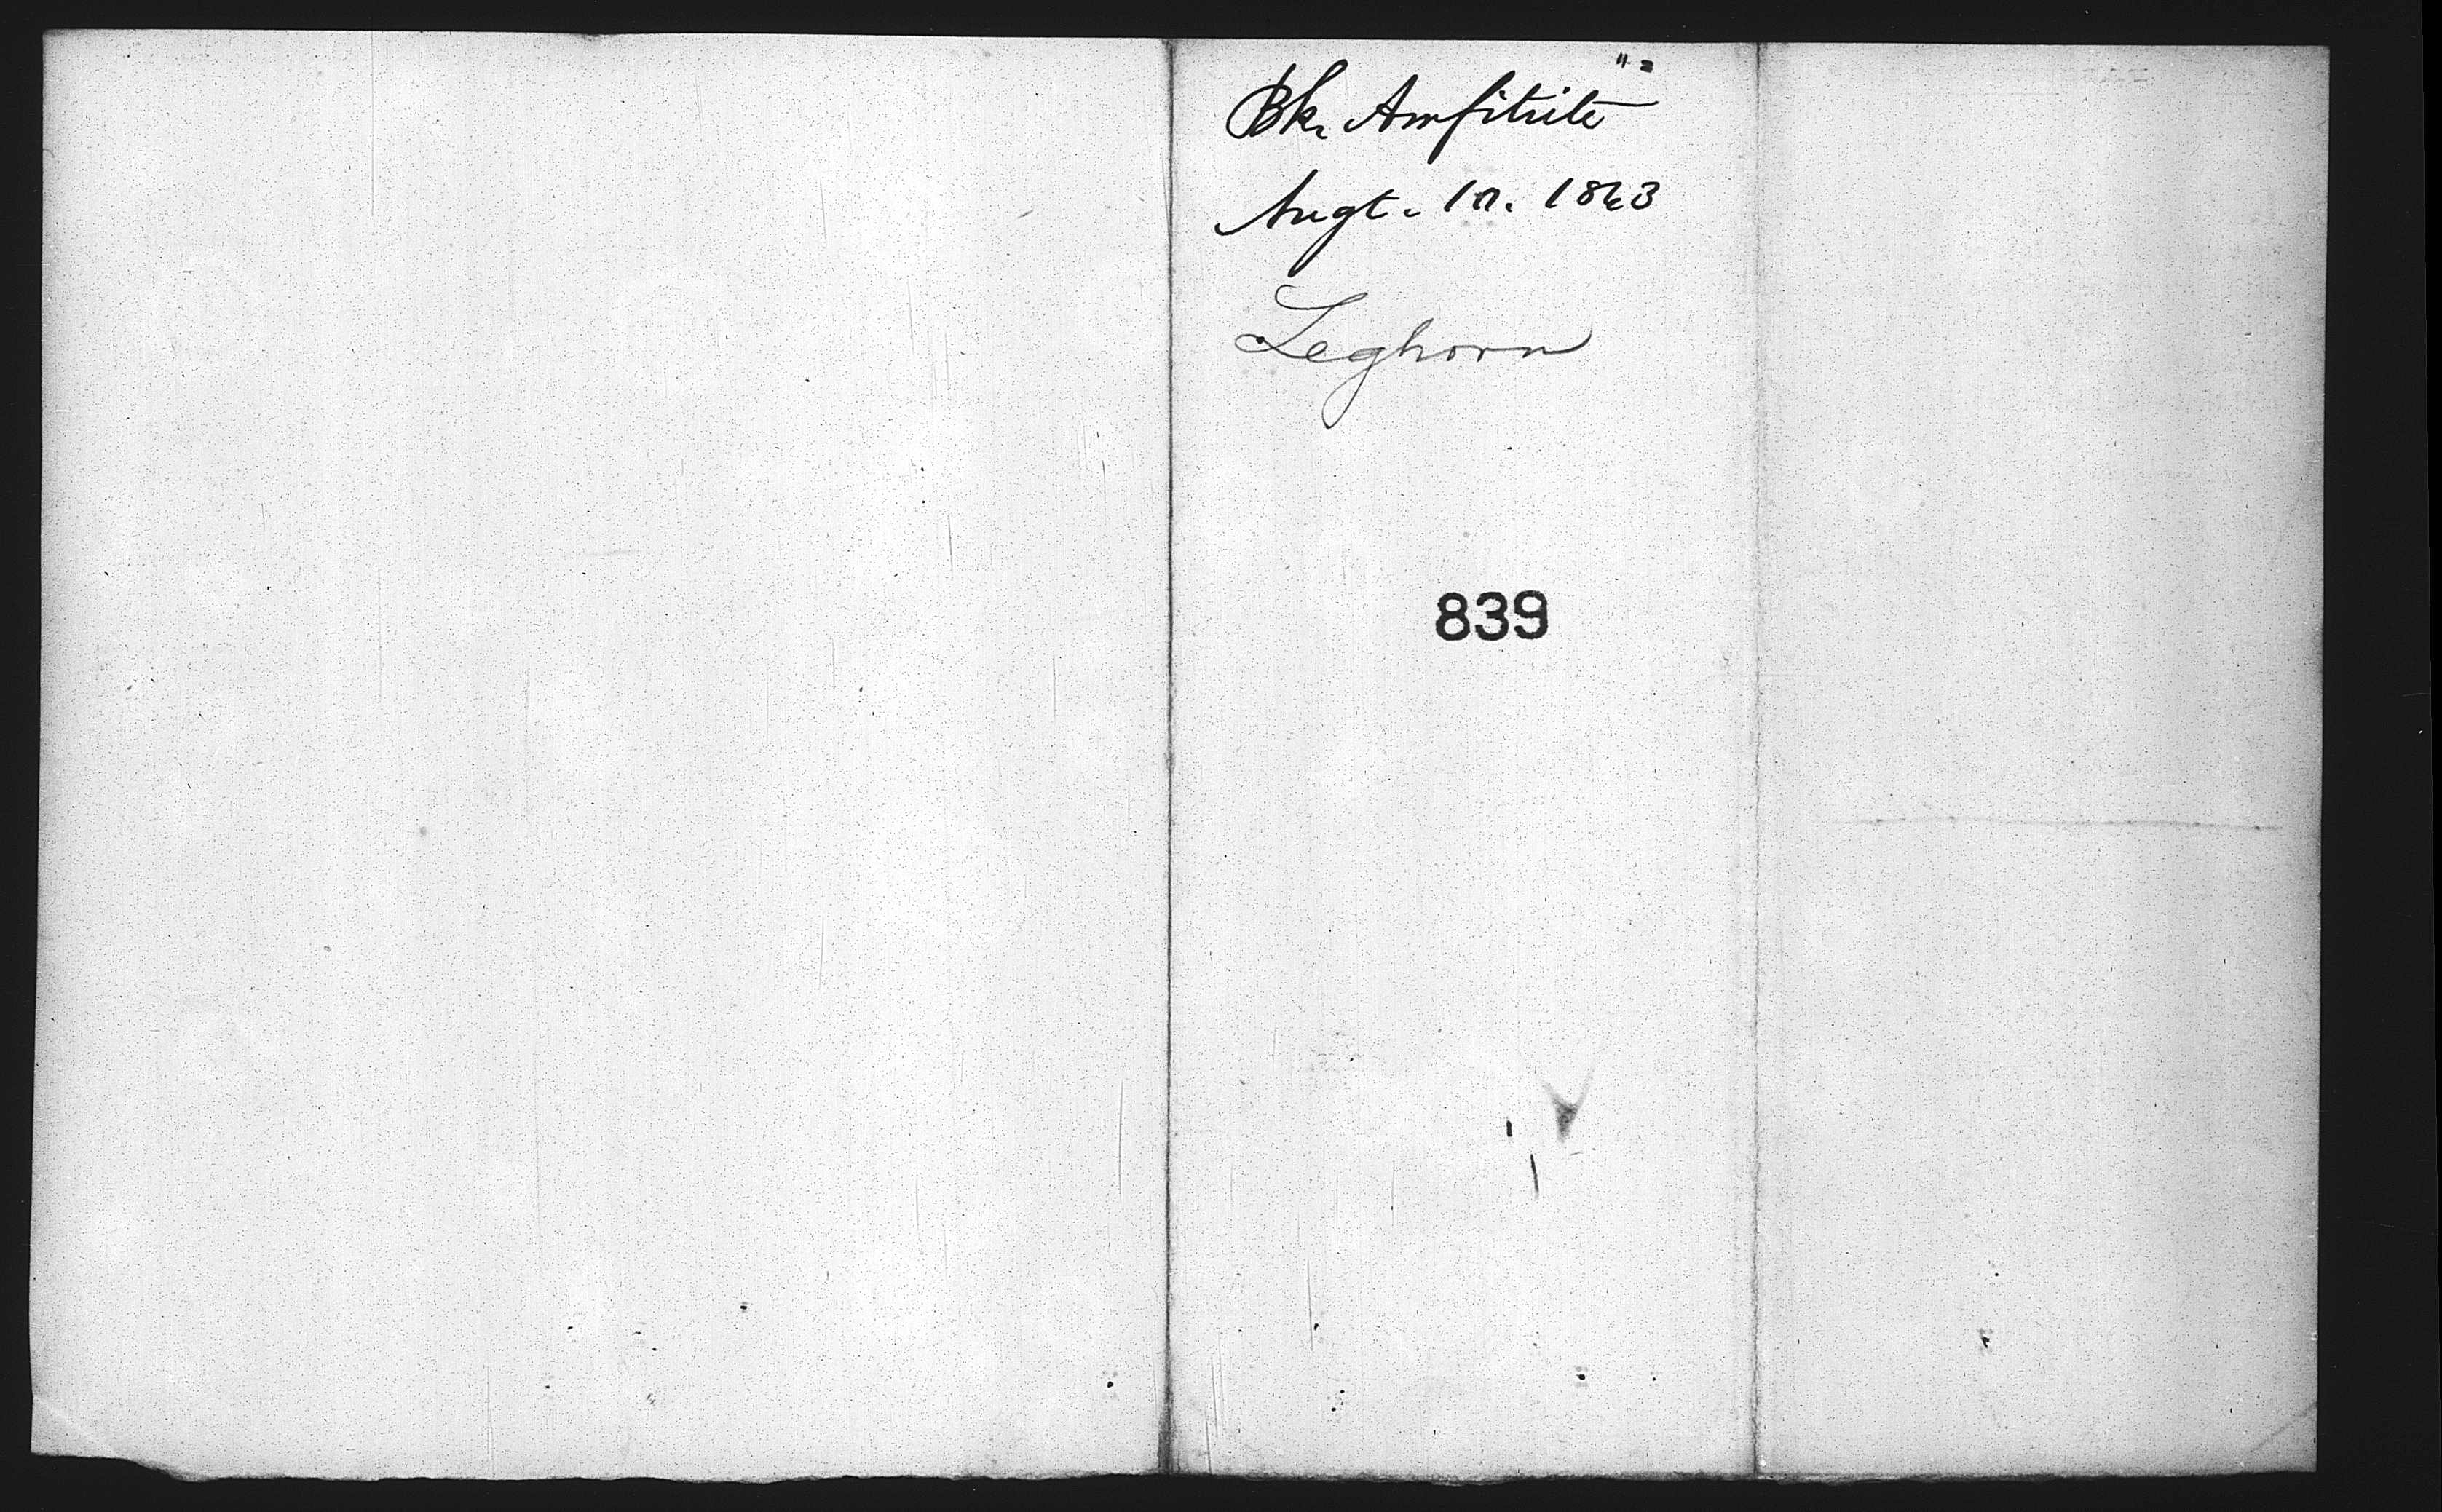 Bk. Amfitrite
Augt. 10. 1863
Leghorn
839